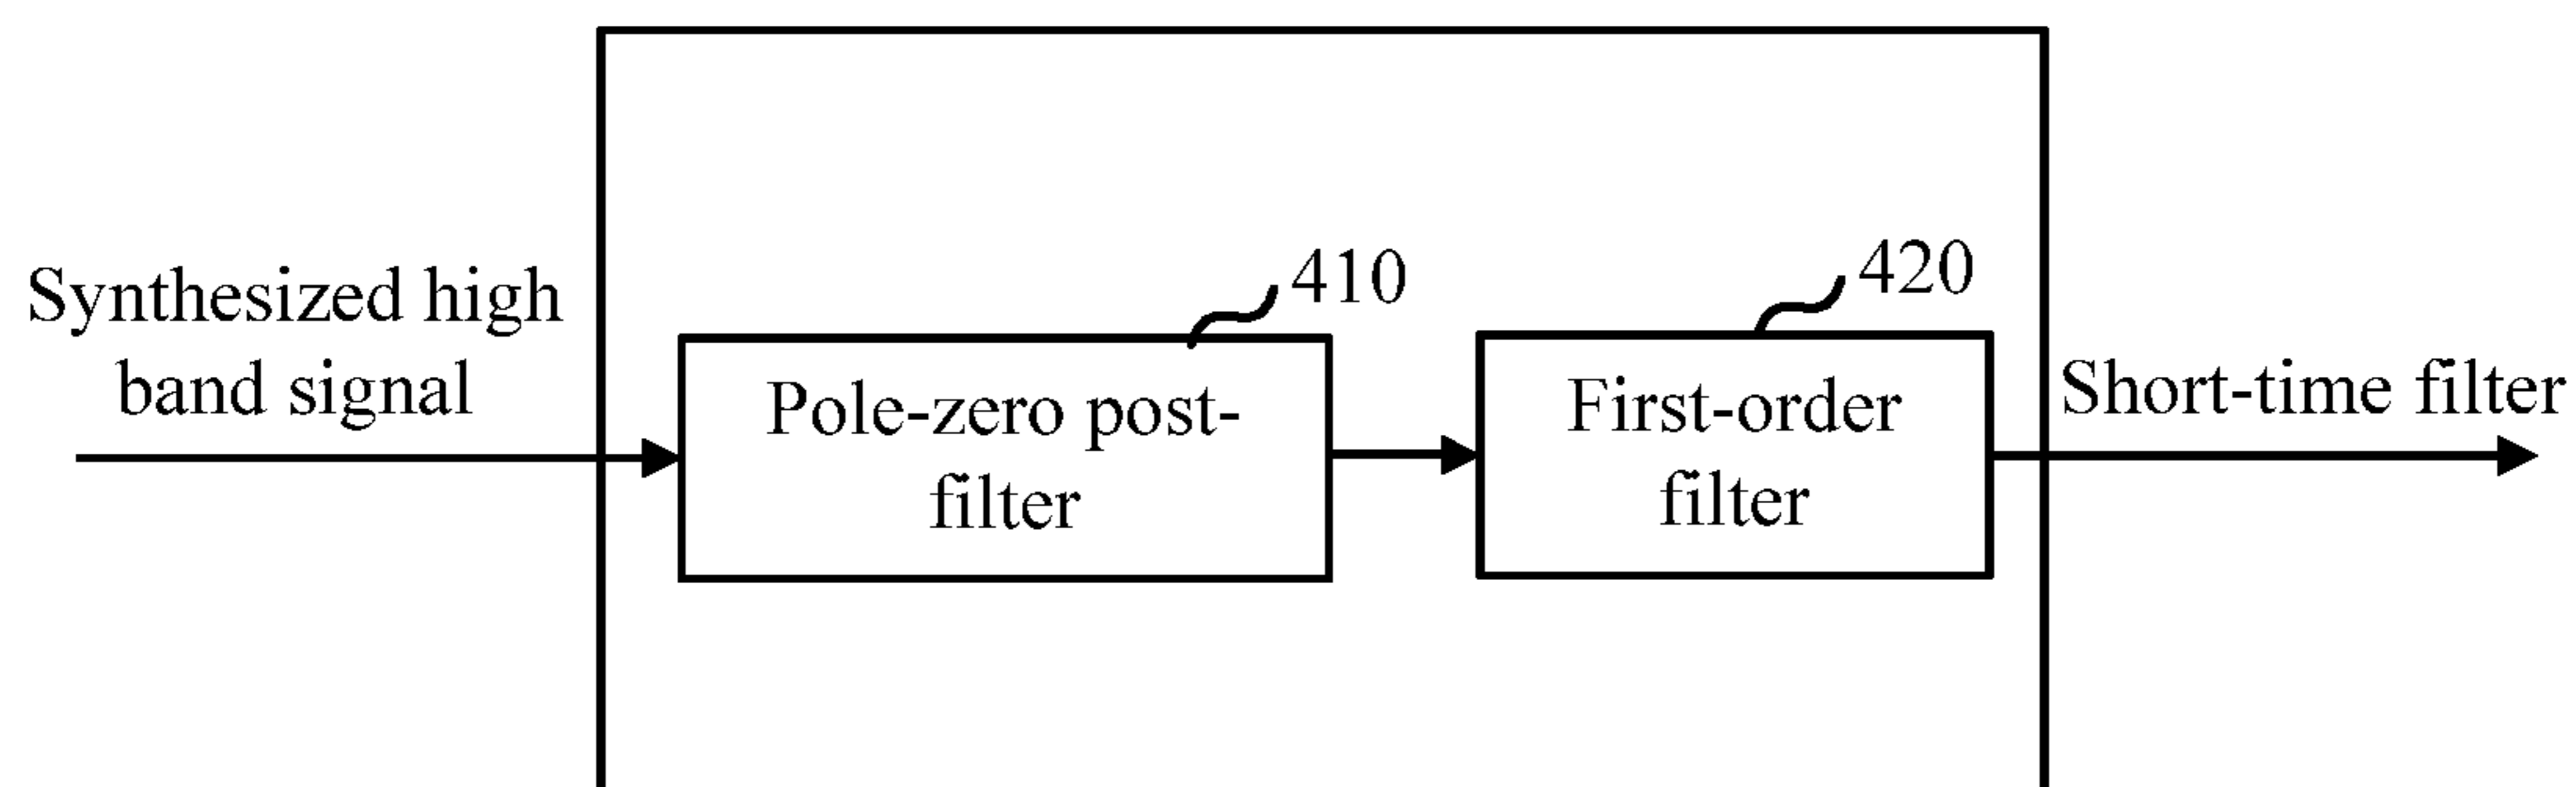 Synthesized high
band signal
410
Pole-zero post-
filter
420
First-order
filter
Short-time filter